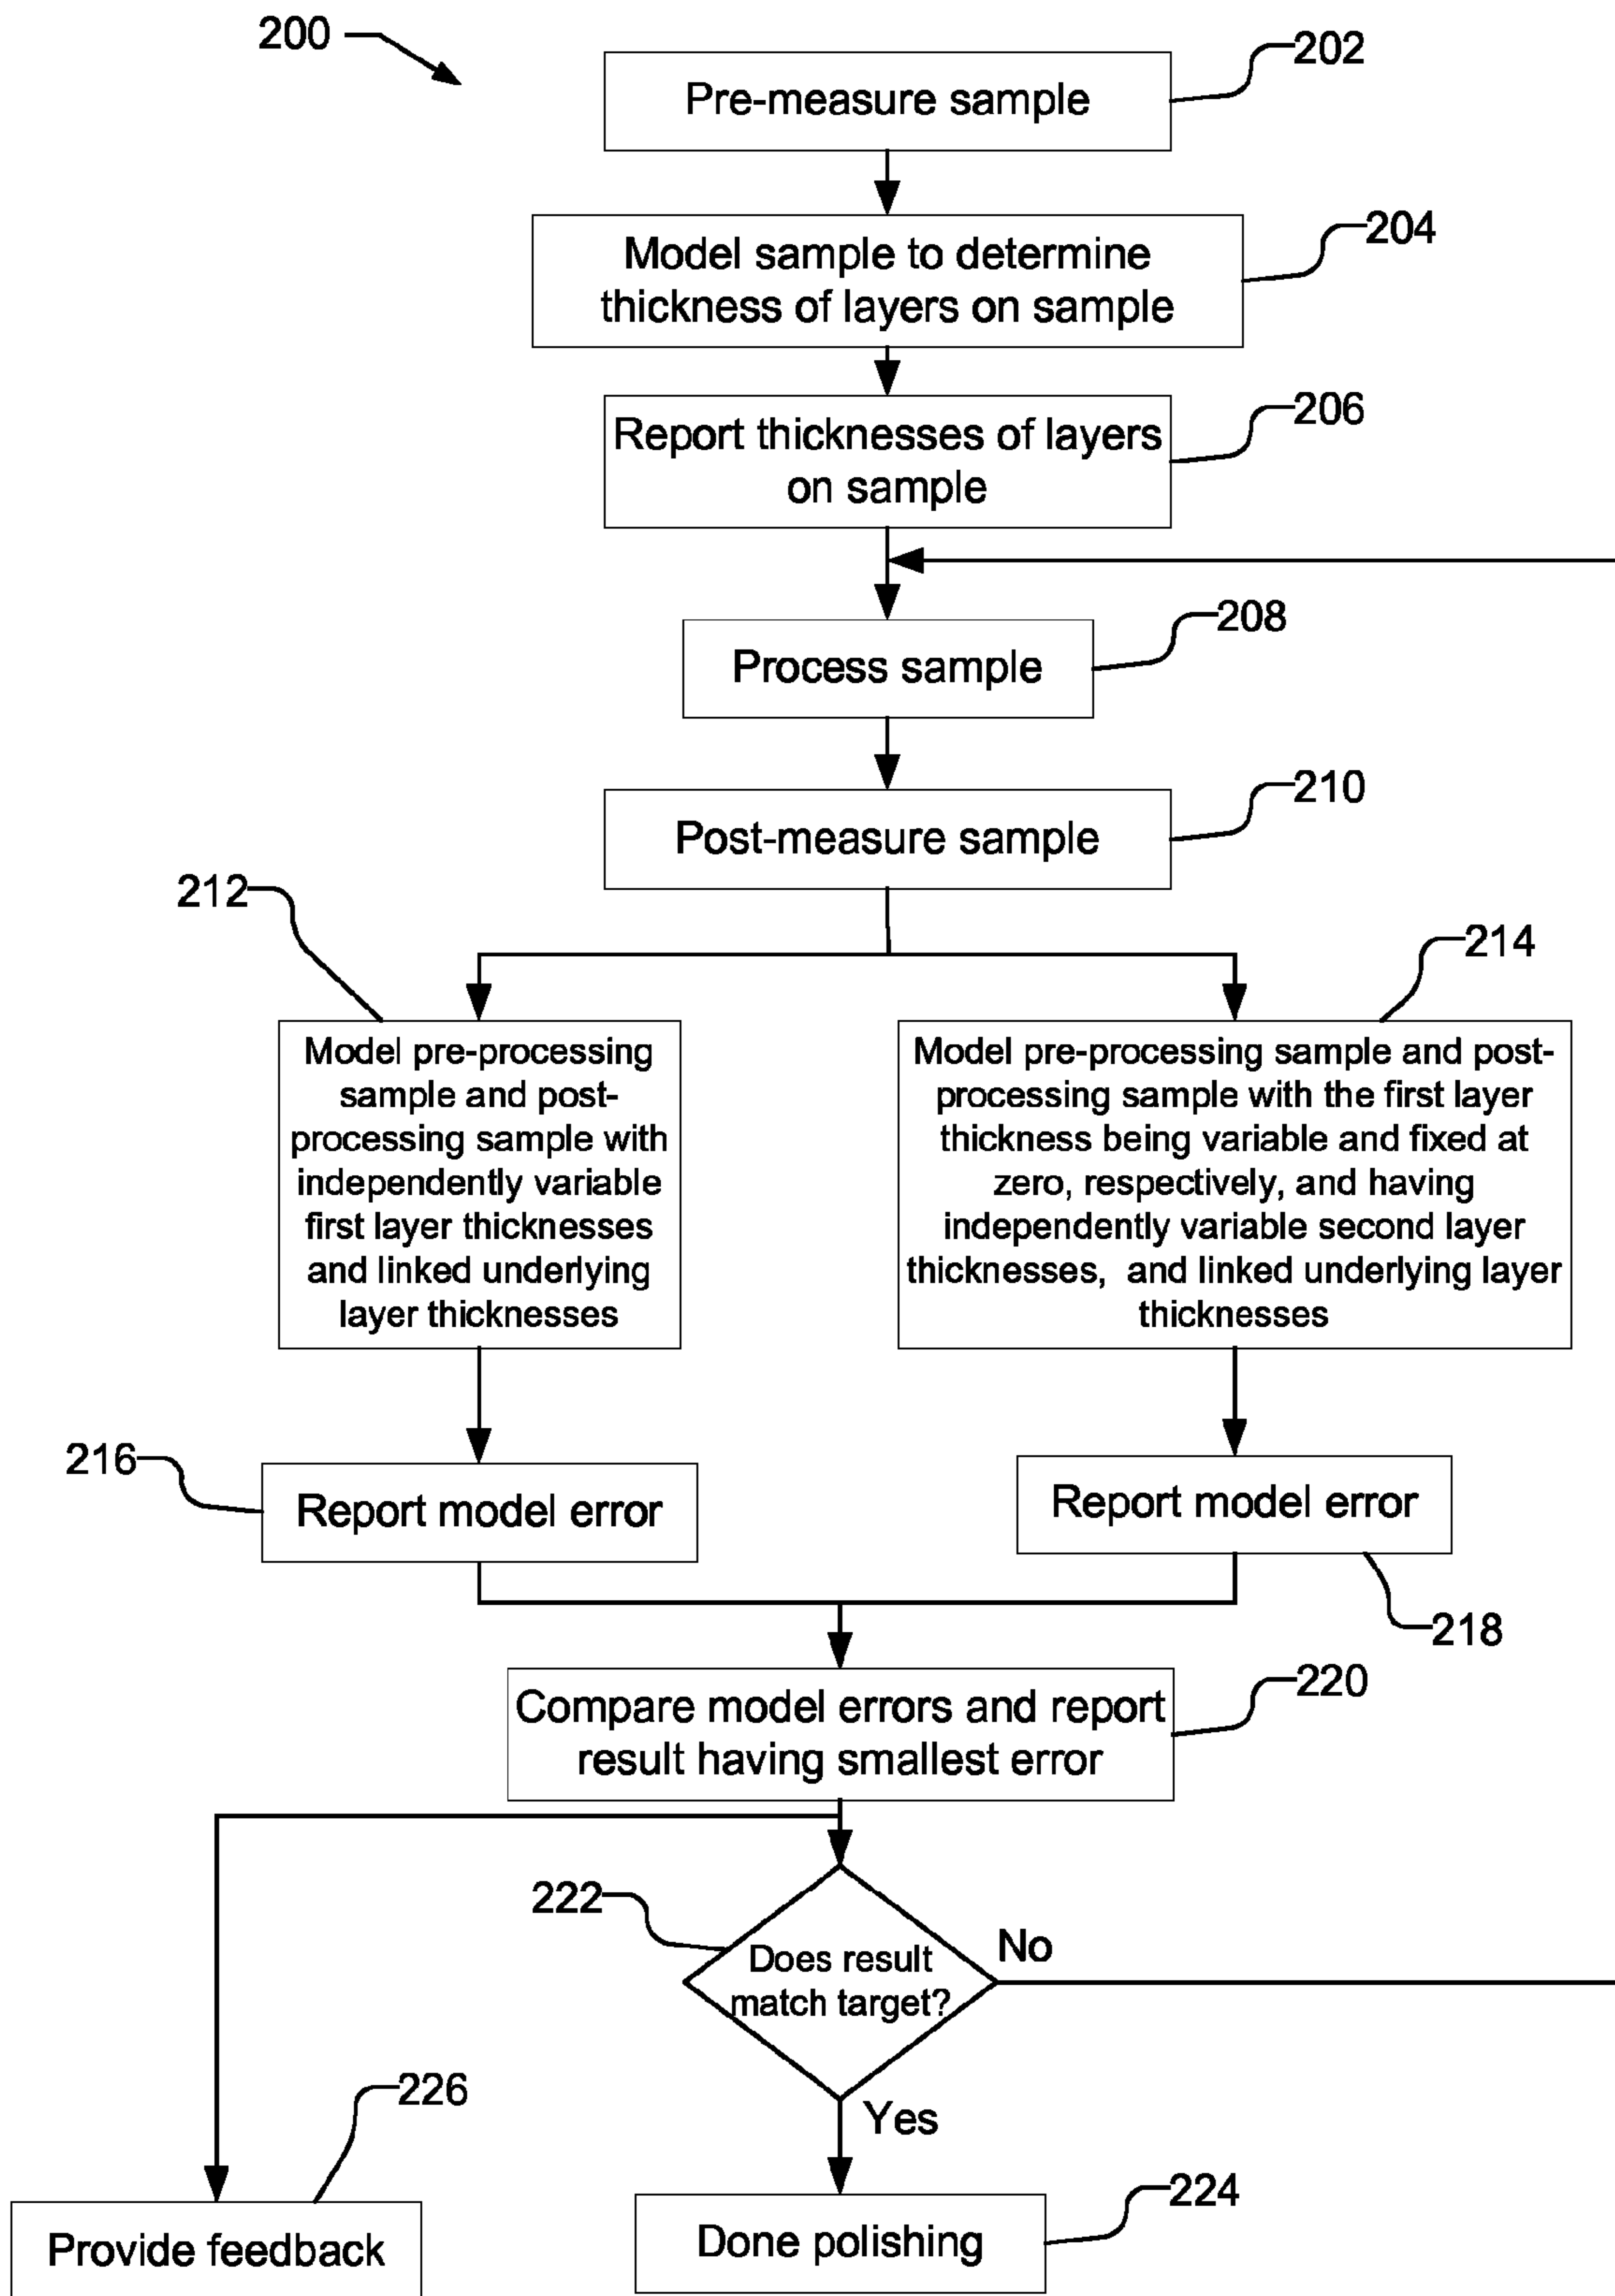 200
202
Pre-measure sample
204
Model sample to determine
thickness of layers on sample
206
Report thicknesses of layers
on sample
208
Process sample
210
Post-measure sample
212
214
Model pre-processing
sample and post-
processing sample with
independently variable
first layer thicknesses
and linked underlying
layer thicknesses
Model pre-processing sample and post-
processing sample with the first layer
thickness being variable and fixed at
zero, respectively, and having
independently variable second layer
thicknesses, and linked underlying layer
thicknesses
216
Report model error
Report model error
218
220
Compare model errors and report
result having smallest error
222
Does result
match target?
No
Yes
226
Provide feedback
224
Done polishing